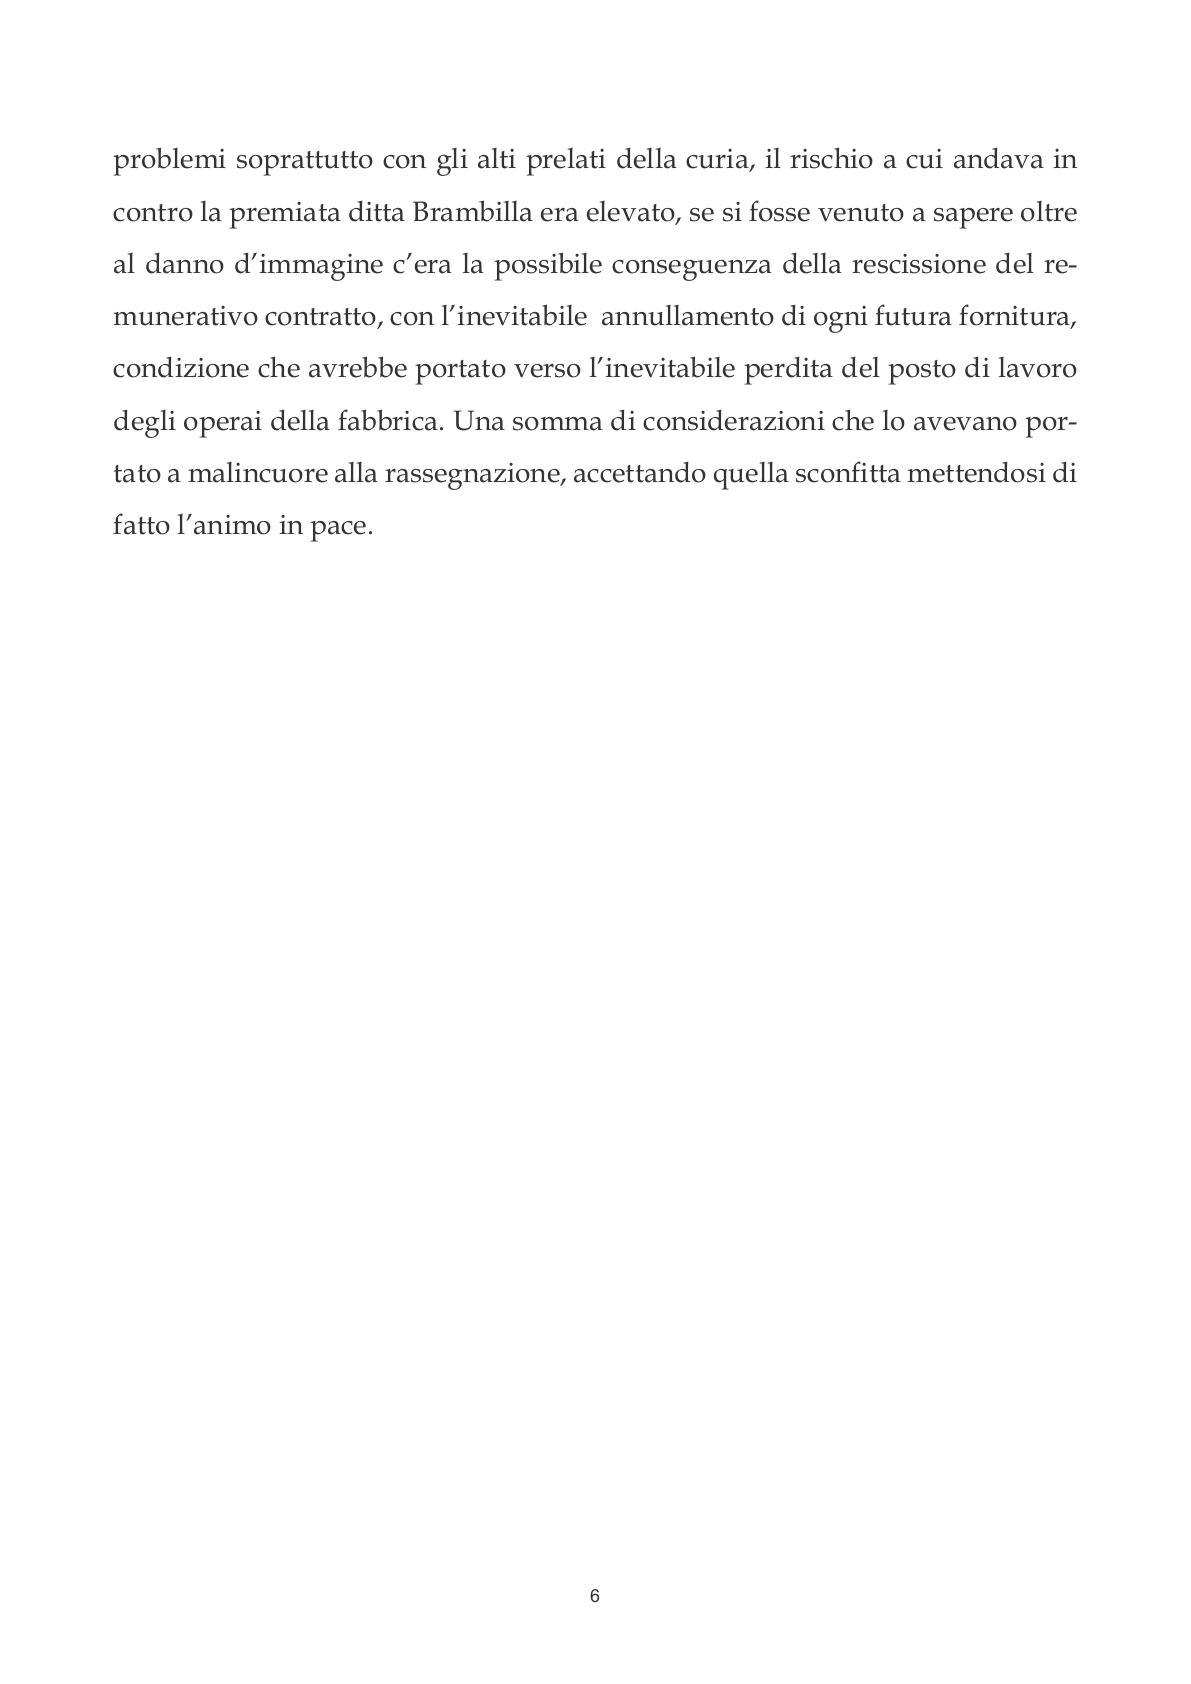 problemi soprattutto con gli alti prelati della curia, il rischio a cui andava in
contro la premiata ditta Brambilla era elevato, se si fosse venuto a sapere oltre
al danno d’immagine c’era la possibile conseguenza della rescissione del re-
munerativo contratto, con l’inevitabile  annullamento di ogni futura fornitura,
condizione che avrebbe portato verso l’inevitabile perdita del posto di lavoro
degli operai della fabbrica. Una somma di considerazioni che lo avevano por-
tato a malincuore alla rassegnazione, accettando quella sconfitta mettendosi di
fatto l’animo in pace.
6